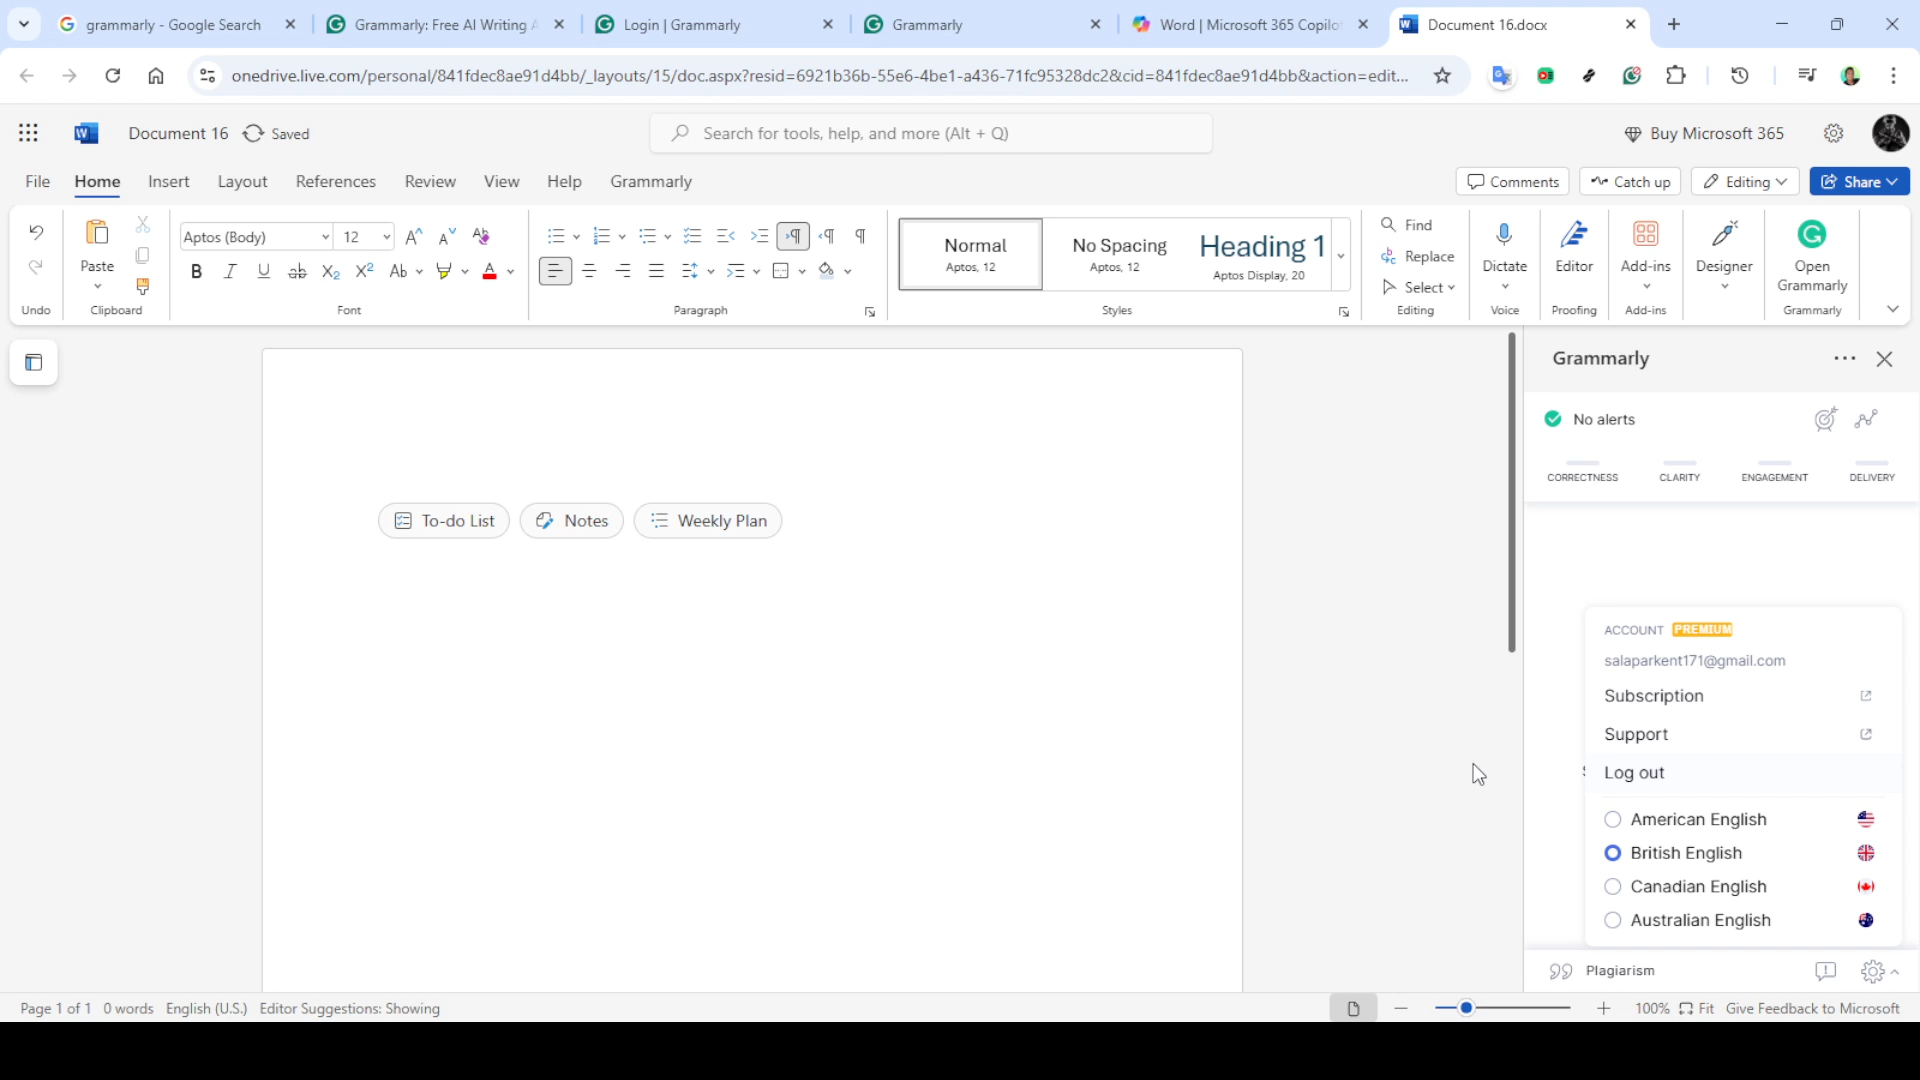 grammarly - Google Search
Grammarly: Free AI Writing A
Login | Grammarly
Grammarly
Word | Microsoft 365 Copilot
Document 16.docx
onedrive.live.com/personal/841fdec8ae91d4bb/_layouts/15/doc.aspx?resid=6921b36b-55e6-4be1-a436-71fc95328dc2&cid=841fdec8ae91d4bb&action=edit...
Document 16 Saved
Search for tools, help, and more (Alt + Q)
Buy Microsoft 365
File Home Insert Layout References Review View Help Grammarly
Comments Catch up Editing Share
Paste
Undo
Clipboard
Aptos (Body) 12
Font
Paragraph
Normal
Aptos, 12
No Spacing
Aptos, 12
Heading 1
Aptos Display, 20
Styles
Find
Replace
Select
Editing
Dictate
Voice
Editor
Proofing
Add-ins
Add-ins
Designer
Open
Grammarly
Grammarly
To-do List
Notes
Weekly Plan
Grammarly
No alerts
CORRECTNESS CLARITY ENGAGEMENT DELIVERY
ACCOUNT PREMIUM
salaparkent171@gmail.com
Subscription
Support
Log out
American English
British English
Canadian English
Australian English
Plagiarism
Page 1 of 1 0 words English (U.S.) Editor Suggestions: Showing
100% Fit Give Feedback to Microsoft